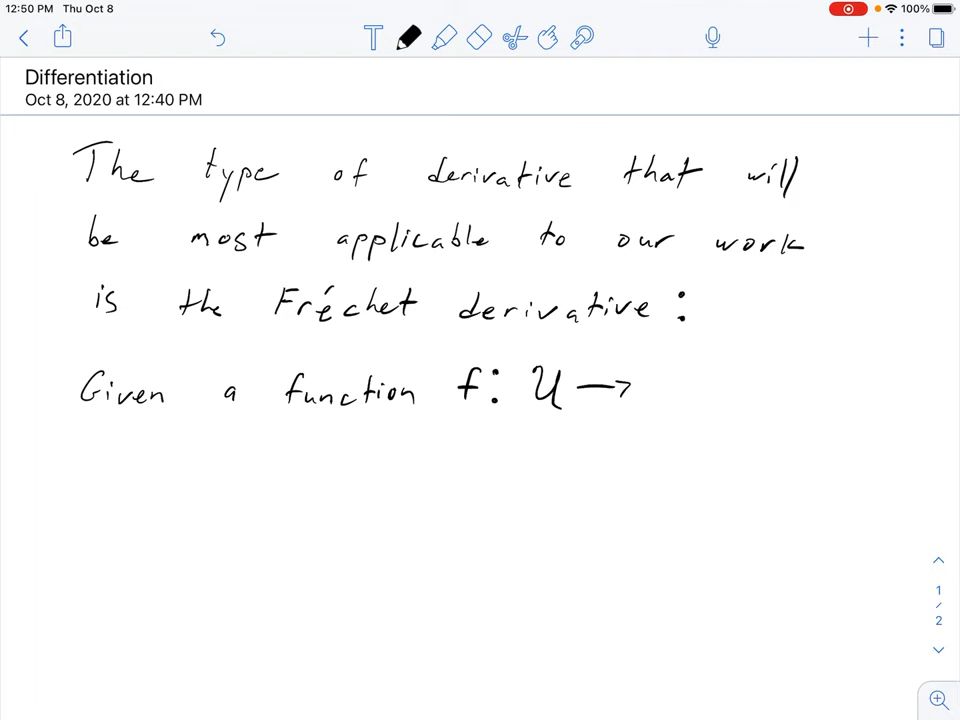 12:50 PM Thu Oct 8
100%
Differentiation
Oct 8, 2020 at 12:40 PM
The type of derivative that will
be most applicable to our work
is the Fréchet derivative:
Given a function f: U →
1
/
2